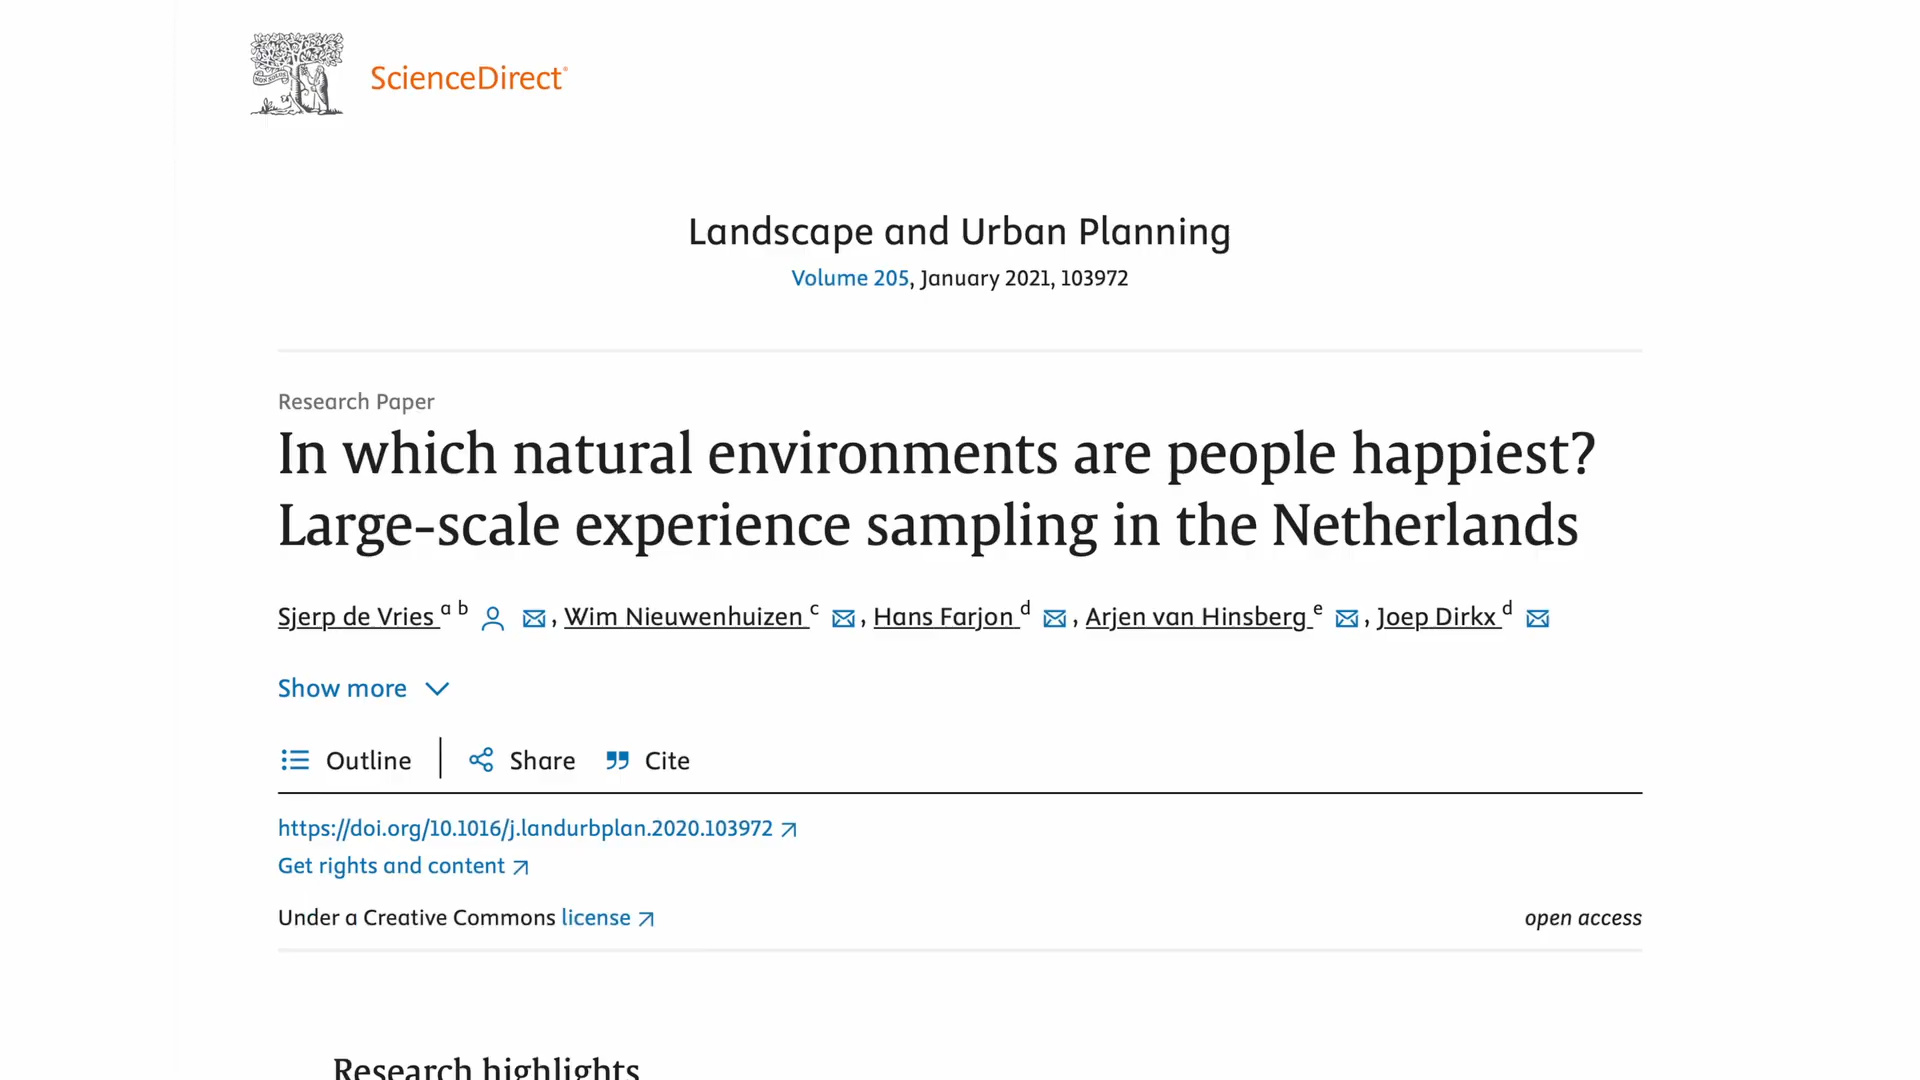 NON SOLUS
ScienceDirect®
Landscape and Urban Planning
Volume 205, January 2021, 103972
Research Paper
In which natural environments are people happiest?
Large-scale experience sampling in the Netherlands
Sjerp de Vries a b, Wim Nieuwenhuizen c, Hans Farjon d, Arjen van Hinsberg e, Joep Dirkx d
Show more
Outline | Share Cite
https://doi.org/10.1016/j.landurbplan.2020.103972
Get rights and content
Under a Creative Commons license open access
Research highlights